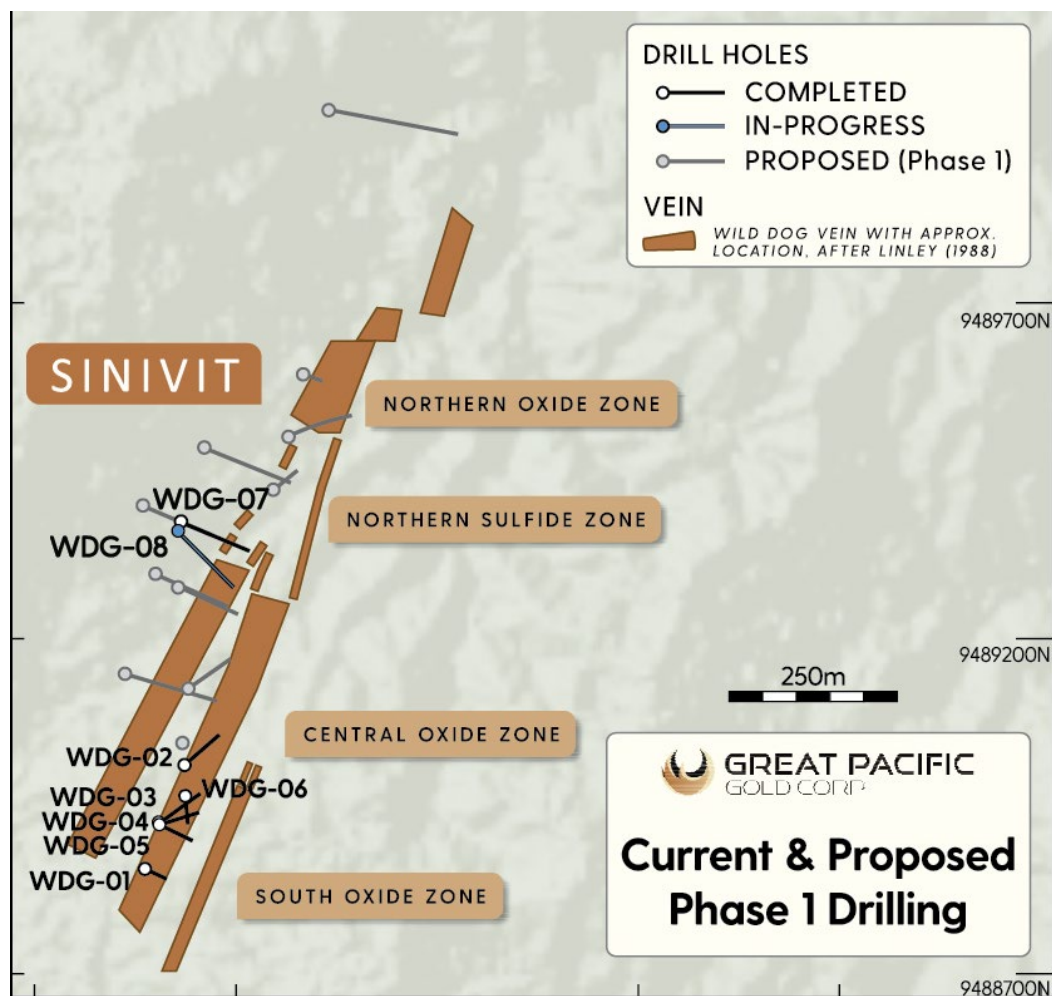 DRILL HOLES
COMPLETED
IN-PROGRESS
PROPOSED (Phase 1)
VEIN
WILD DOG VEIN WITH APPROX.
LOCATION, AFTER LINLEY (1988)
9489700N
SINIVIT
NORTHERN OXIDE ZONE
WDG-07
NORTHERN SULFIDE ZONE
WDG-08
9489200N
250m
CENTRAL OXIDE ZONE
WDG-02
WDG-06
WDG-03
WDG-04
WDG-05
WDG-01
SOUTH OXIDE ZONE
GREAT PACIFIC
GOLD CORP
Current & Proposed
Phase 1 Drilling
9488700N